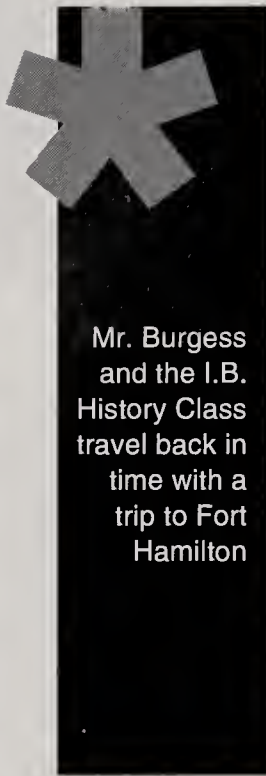 Mr. Burgess
and the I.B.
History Class
travel back in
time with a
trip to Fort
Hamilton